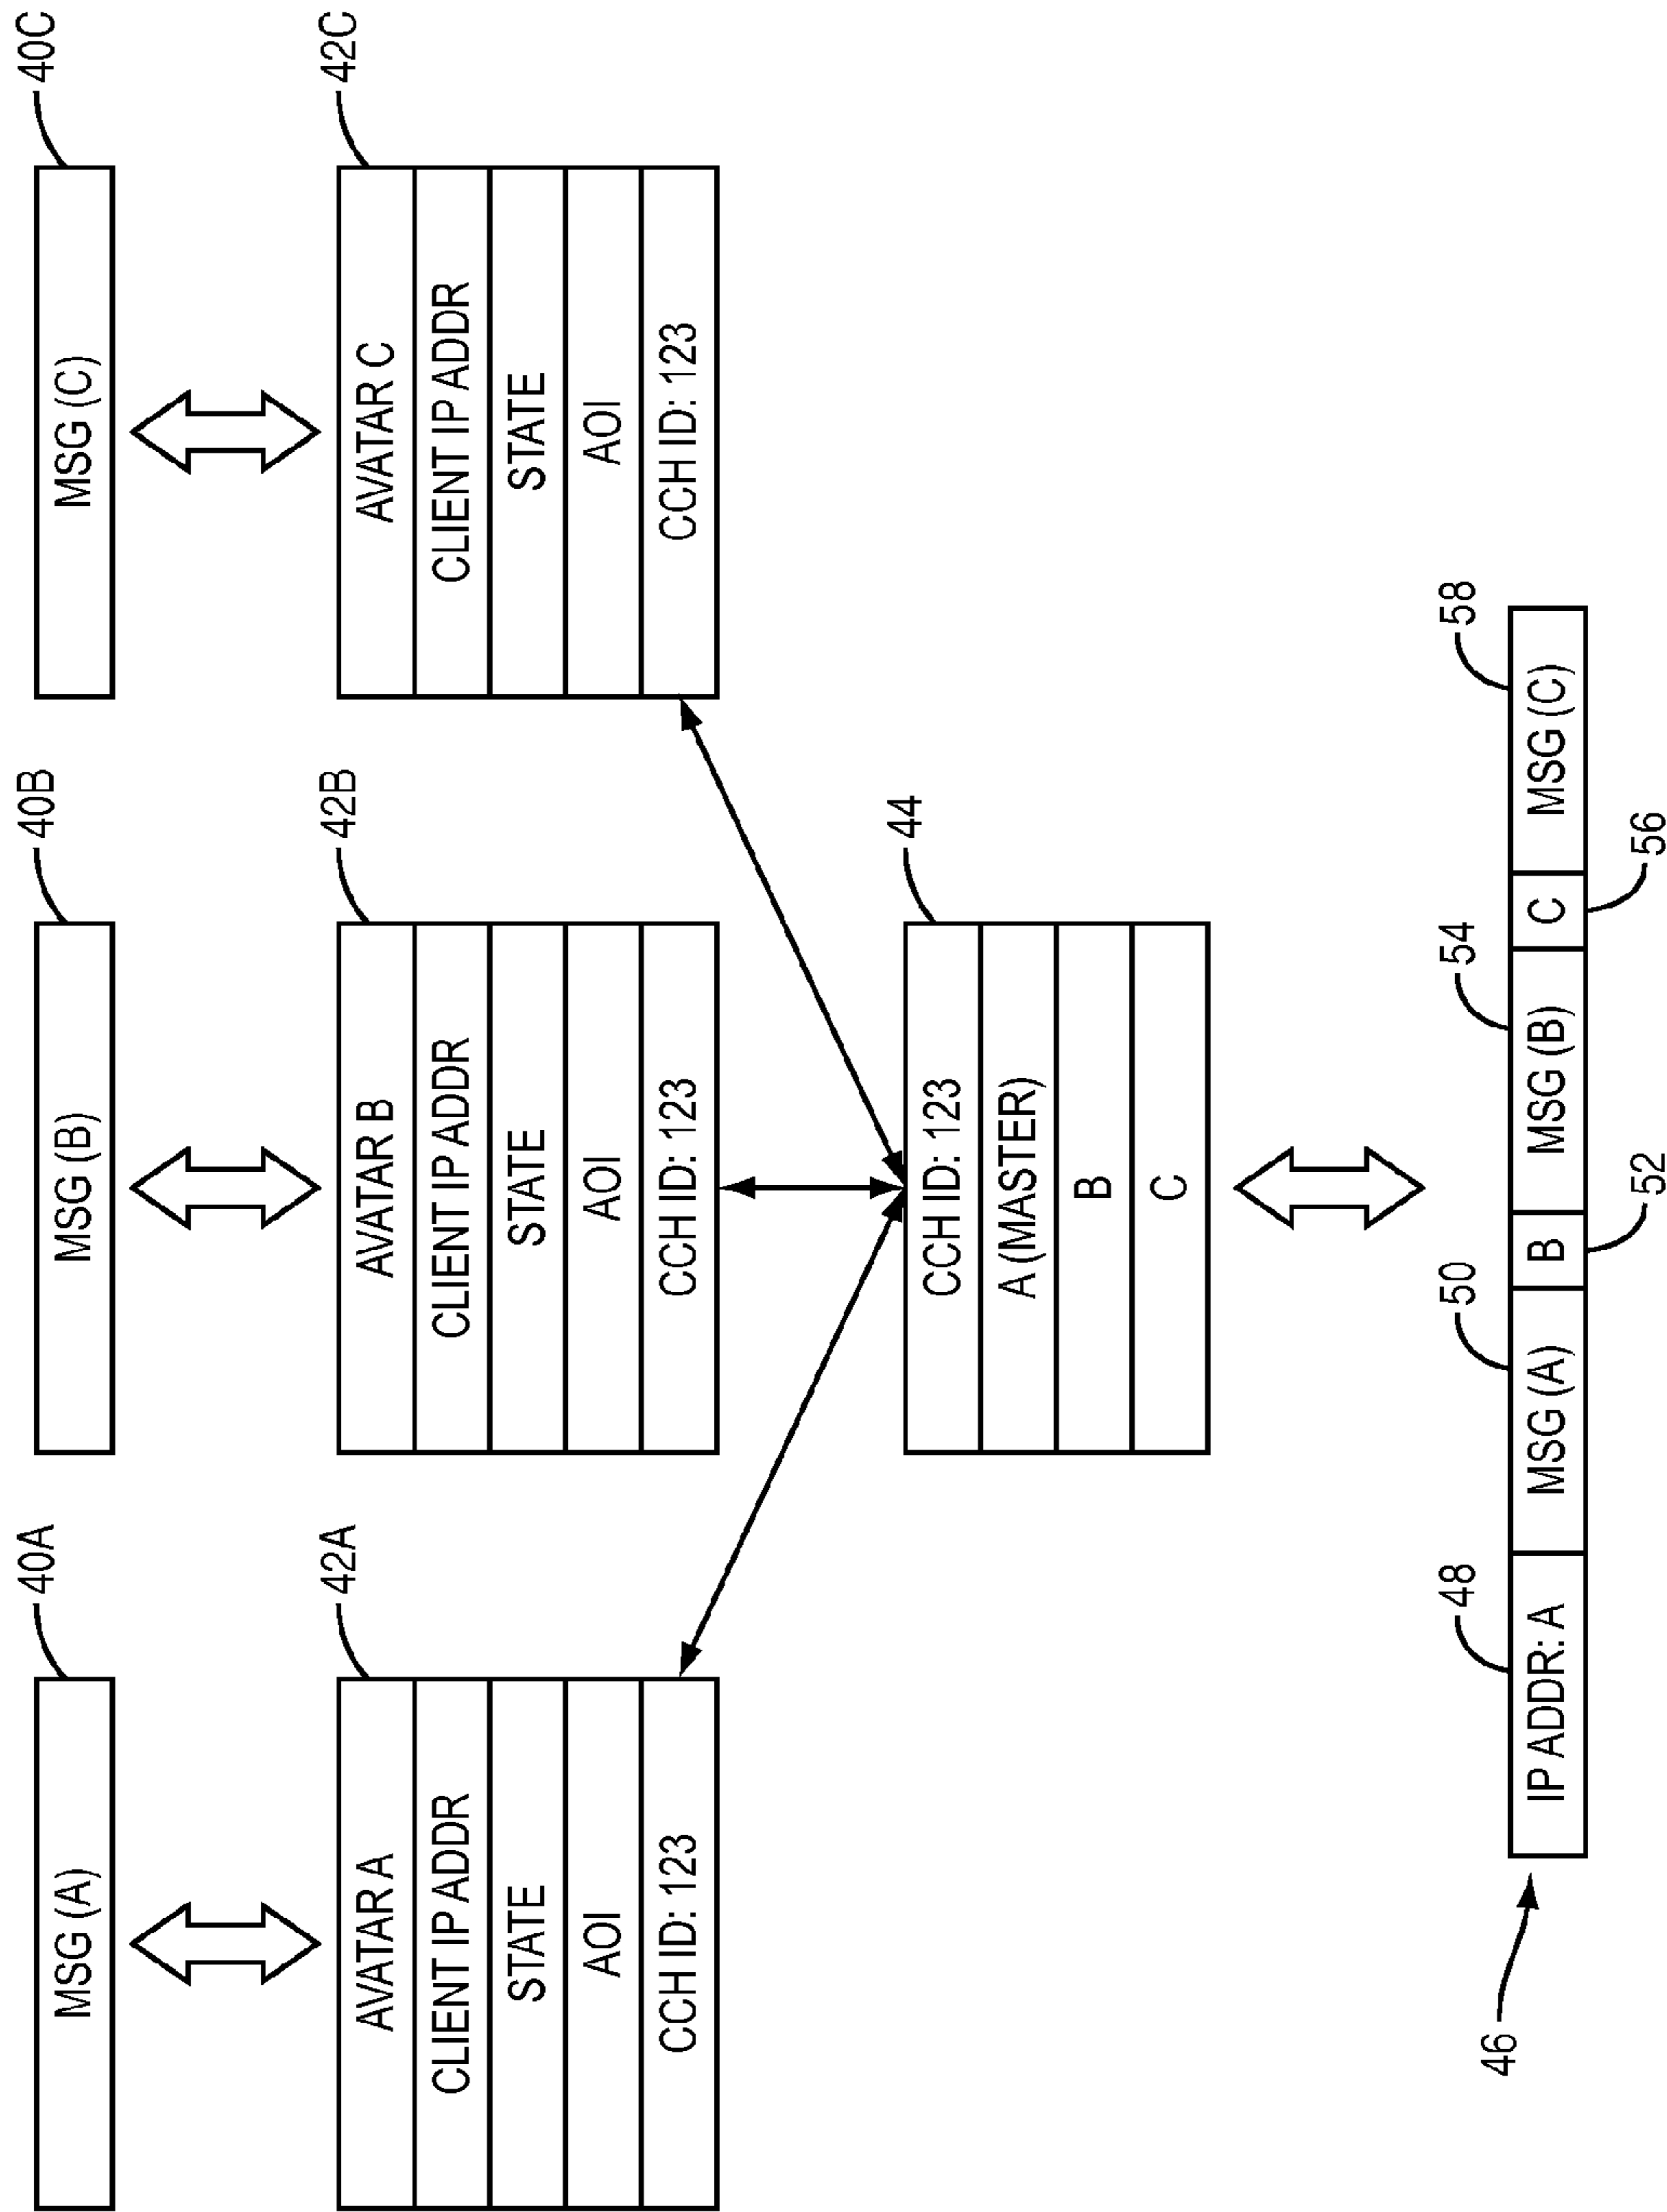 40A
40B
40C
MSG (A)
MSG (B)
MSG (C)
42A
42B
42C
AVATAR A
CLIENT IP ADDR
STATE
AOI
CCH ID: 123
AVATAR B
CLIENT IP ADDR
STATE
AOI
CCH ID: 123
AVATAR C
CLIENT IP ADDR
STATE
AOI
CCH ID: 123
44
CCH ID: 123
A (MASTER)
B
C
46
48
50
54
58
IP ADDR: A
MSG (A)
B
MSG (B)
C
MSG (C)
52
56